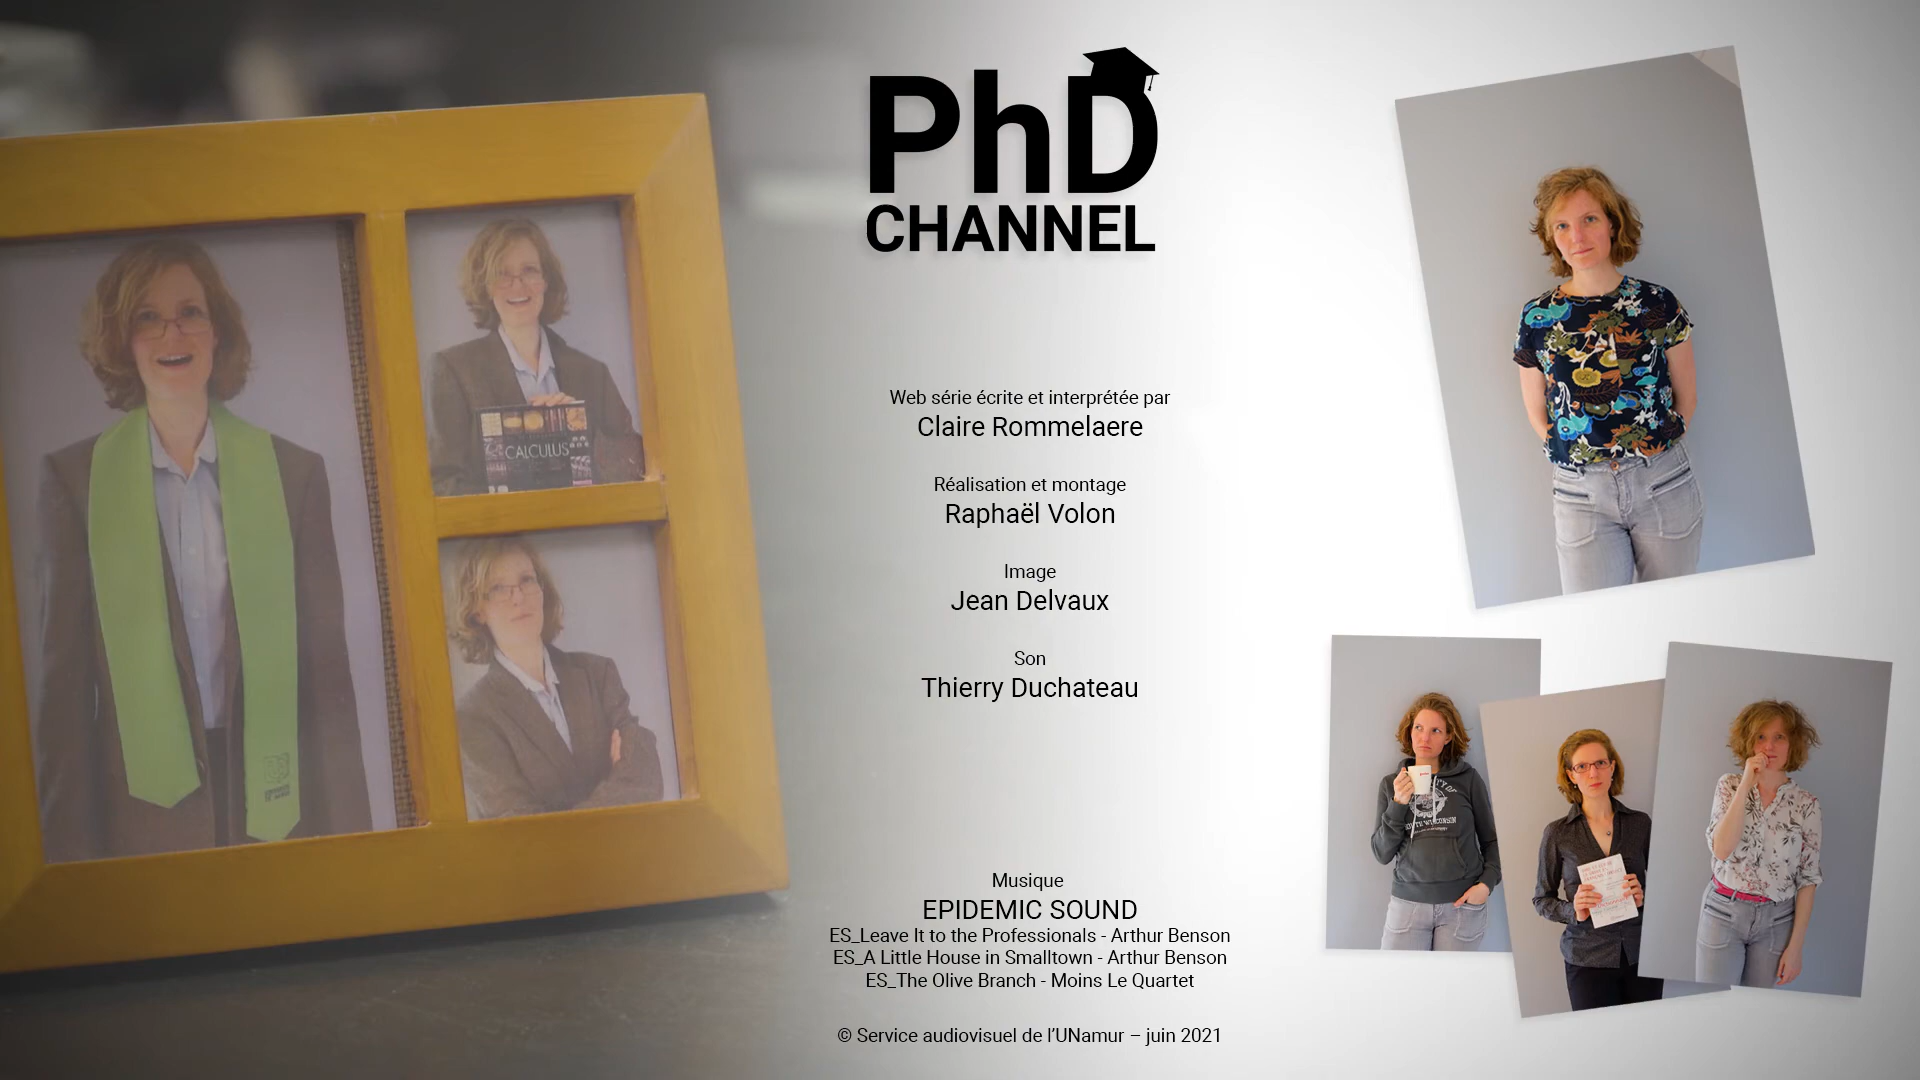 PhD
CHANNEL
Web série écrite et interprétée par
Claire Rommelaere
Réalisation et montage
Raphaël Volon
Image
Jean Delvaux
Son
Thierry Duchateau
Musique
EPIDEMIC SOUND
ES_Leave It to the Professionals - Arthur Benson
ES_A Little House in Smalltown - Arthur Benson
ES_The Olive Branch - Moins Le Quartet
© Service audiovisuel de l'UNamur – juin 2021
CALCULUS